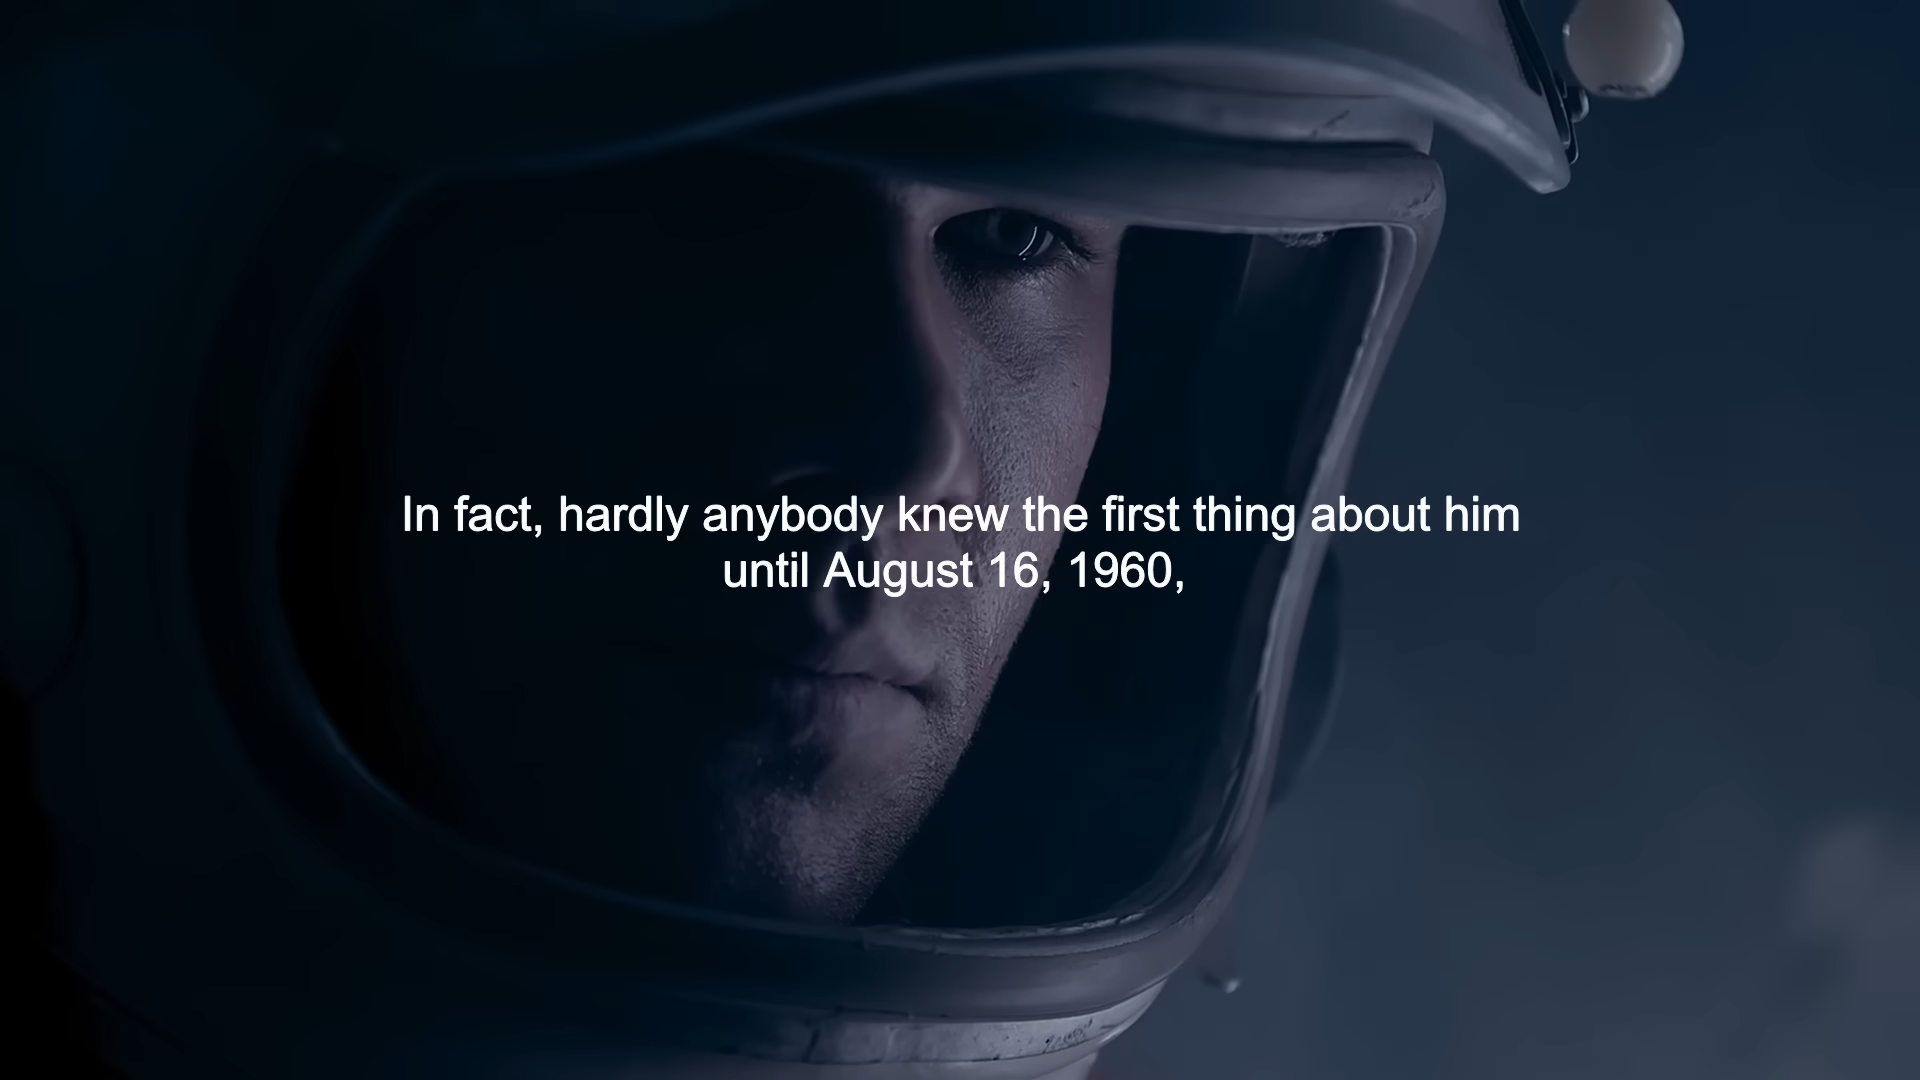 In fact, hardly anybody knew the first thing about him
until August 16, 1960,